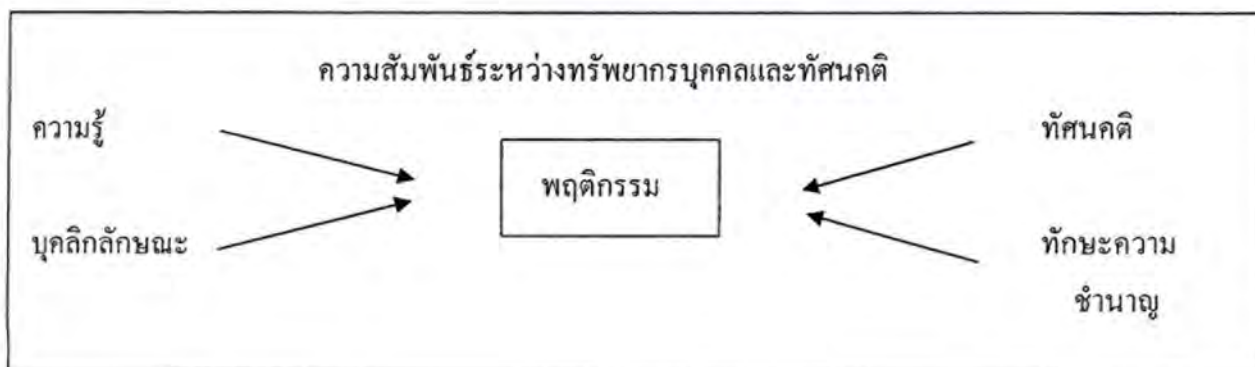 ความสัมพันธ์ระหว่างทรัพยากรบุคคลและทัศนคติ
ความรู้
ทัศนคติ
พฤติกรรม
บุคลิกลักษณะ
ทักษะความ
ชำนาญ